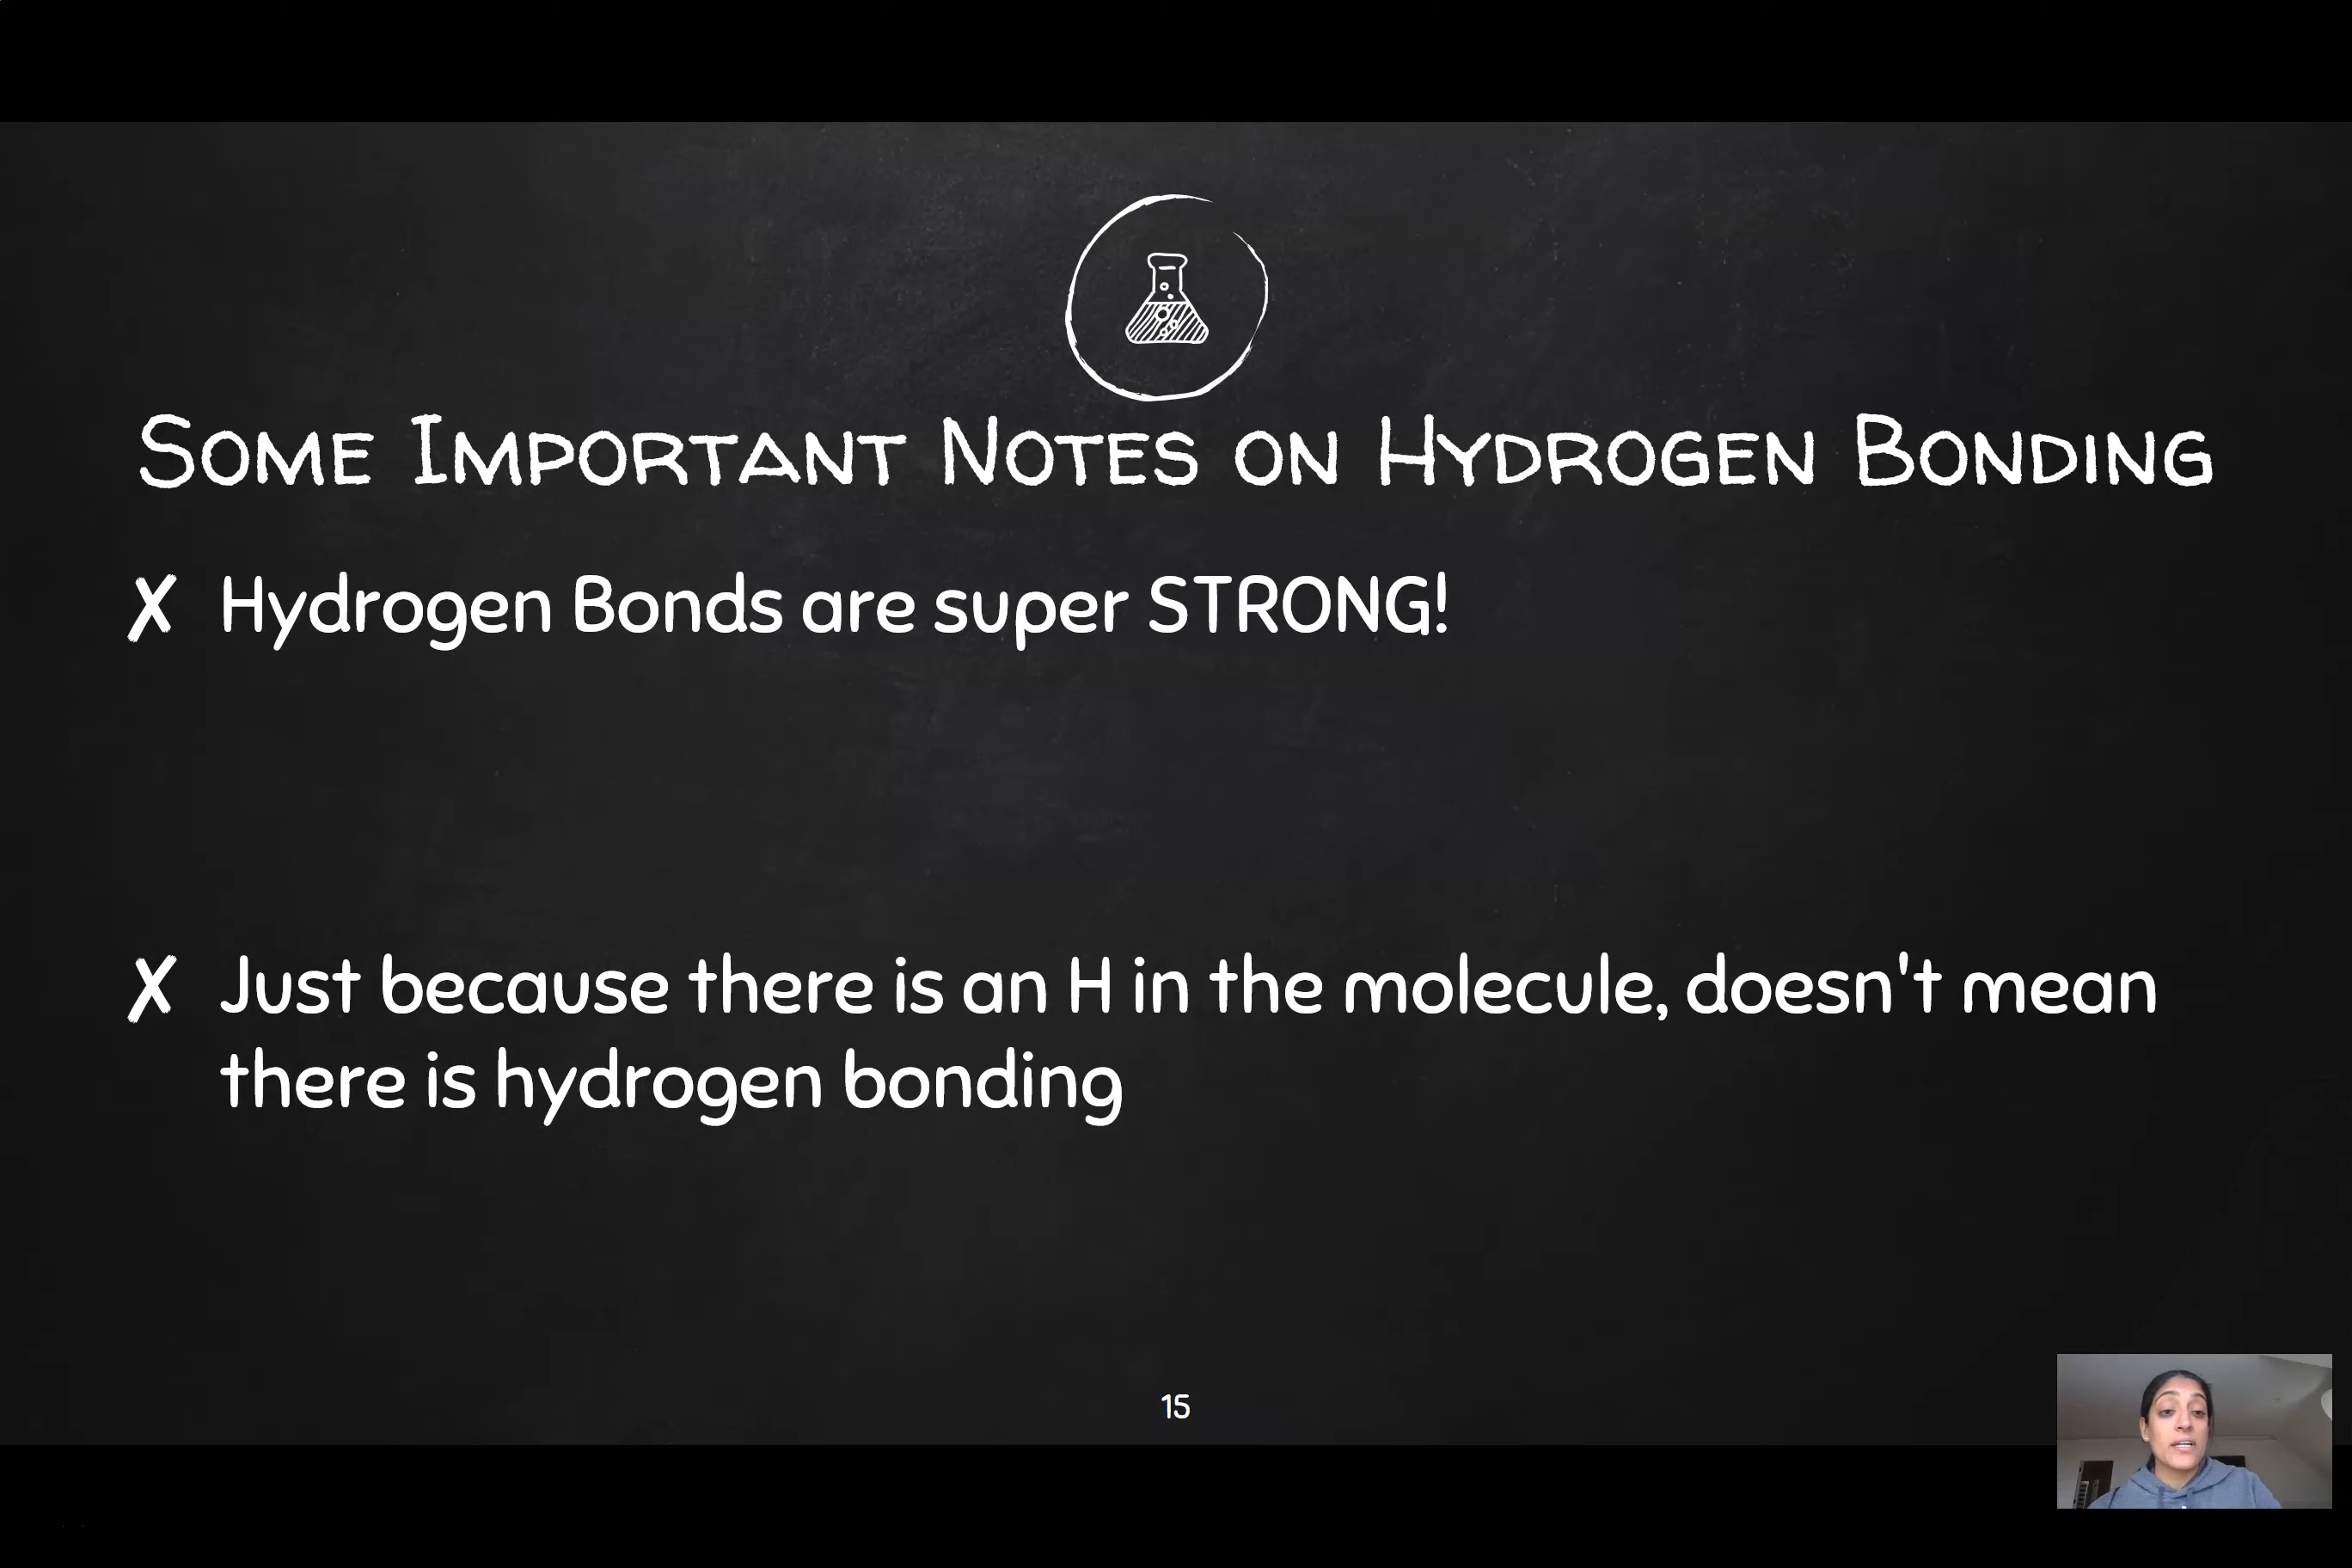 Some Important Notes on Hydrogen Bonding
✗ Hydrogen Bonds are super STRONG!
✗ Just because there is an H in the molecule, doesn't mean
there is hydrogen bonding
15